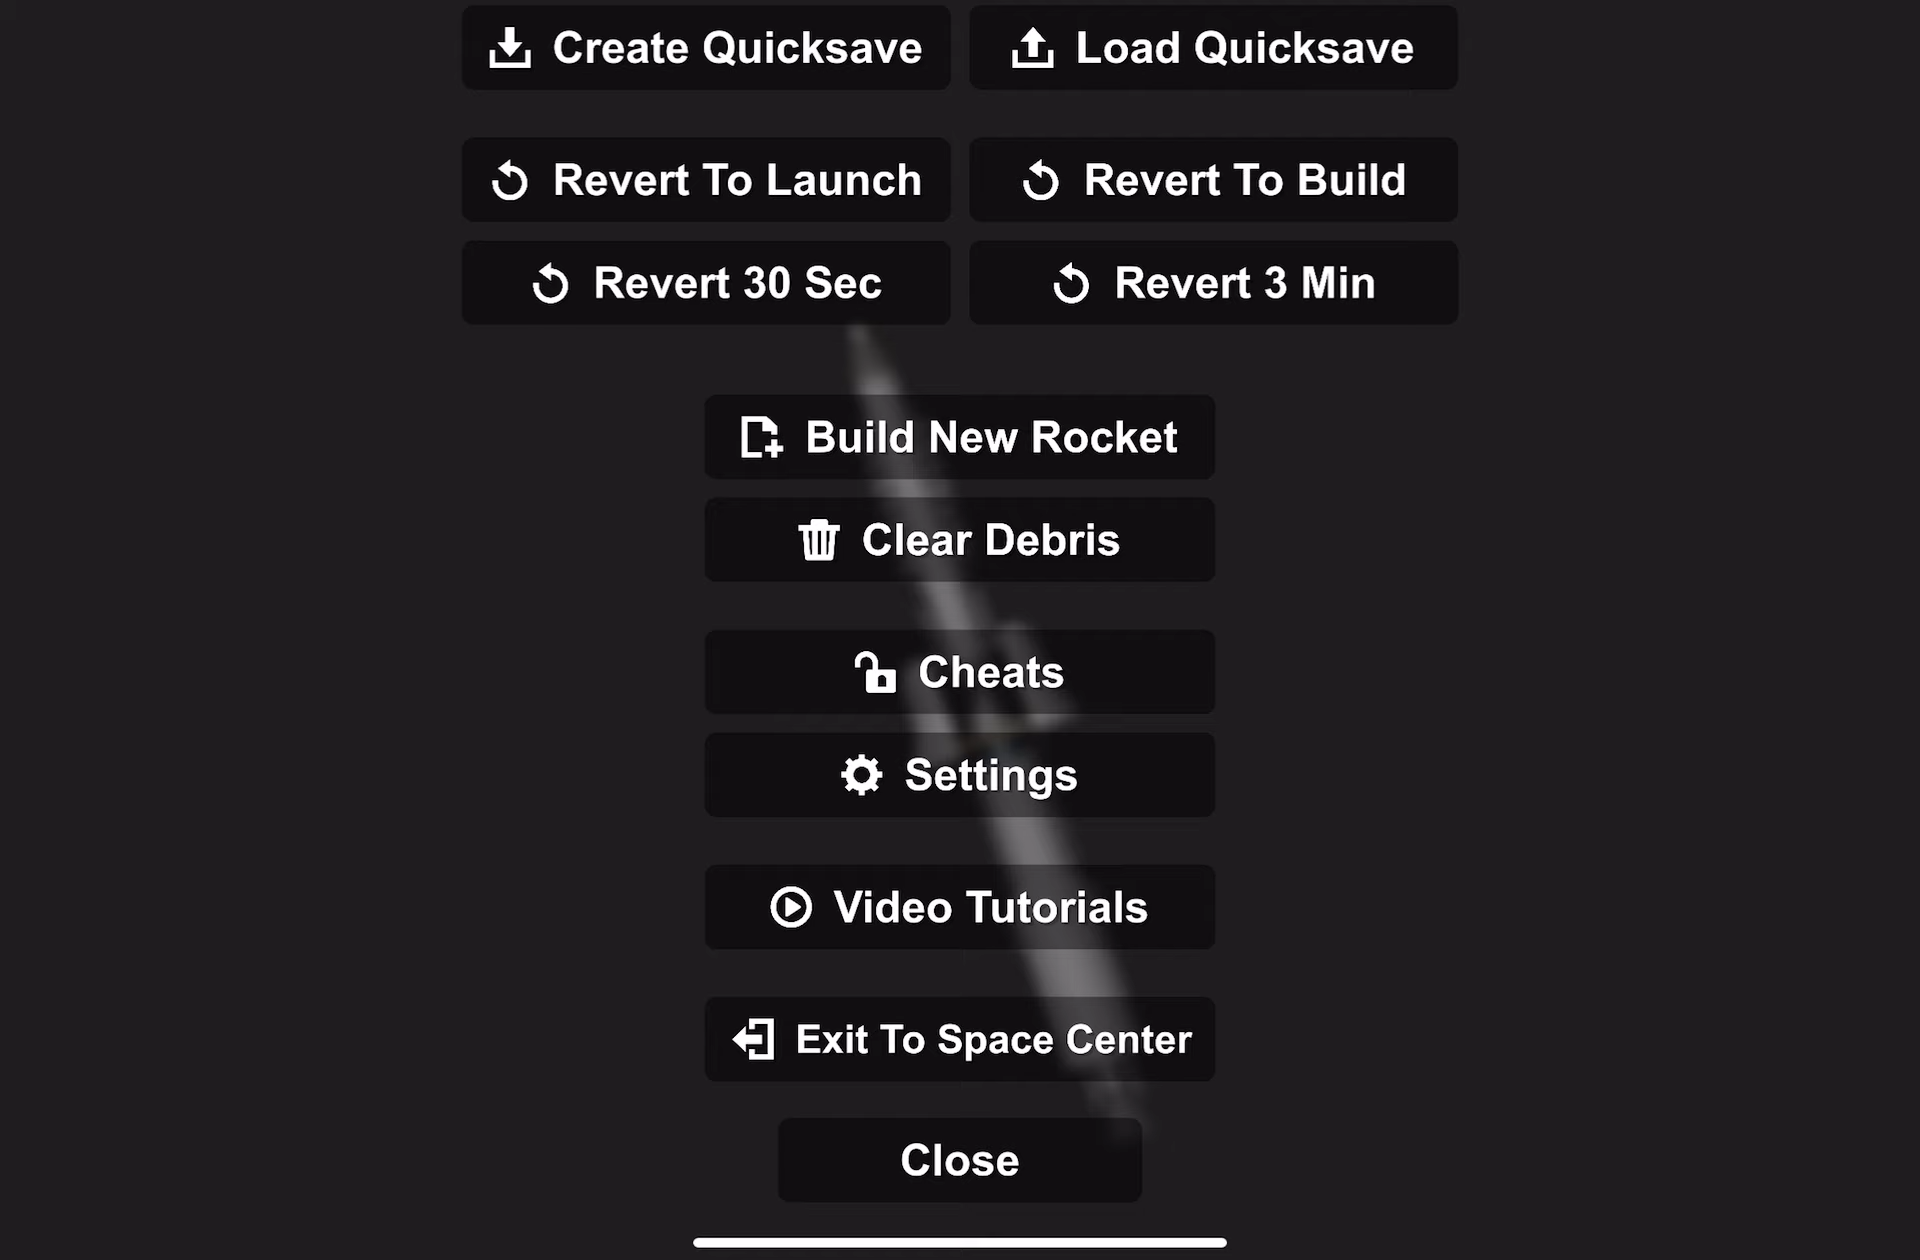 Create Quicksave
Load Quicksave
Revert To Launch
Revert To Build
Revert 30 Sec
Revert 3 Min
Build New Rocket
Clear Debris
Cheats
Settings
Video Tutorials
Exit To Space Center
Close